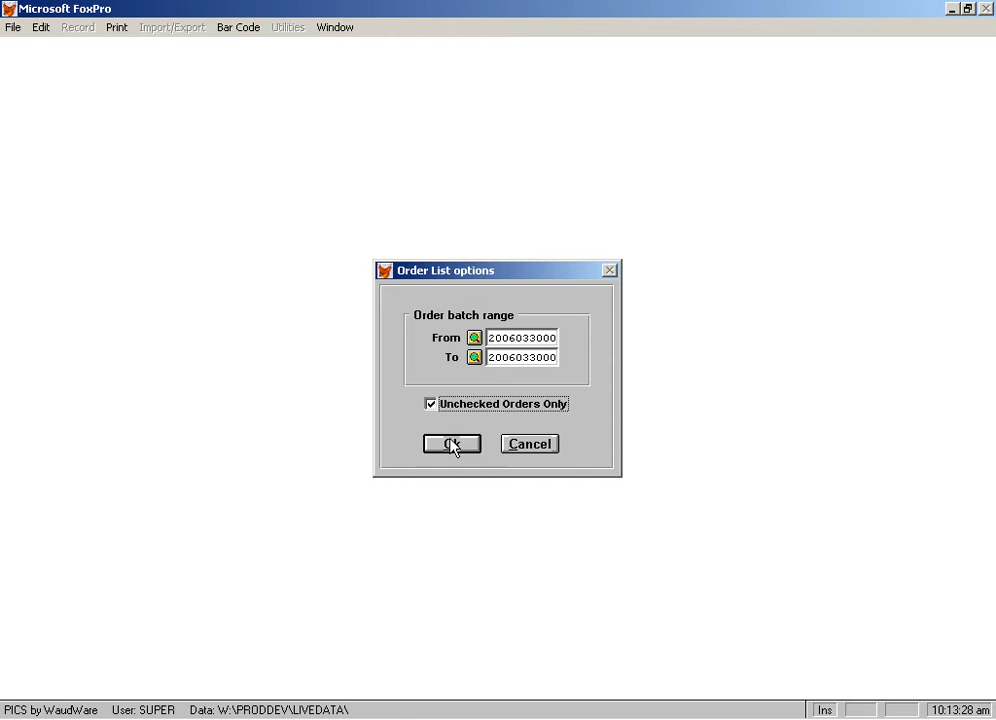 Microsoft FoxPro
File Edit Record Print Import/Export Bar Code Utilities Window
Order List options
Order batch range
From 2006033000
To 2006033000
Unchecked Orders Only
Ok Cancel
PICS by WaudWare User: SUPER Data: W:\PRODDEV\LIVEDATA\ Ins 10:13:28 am